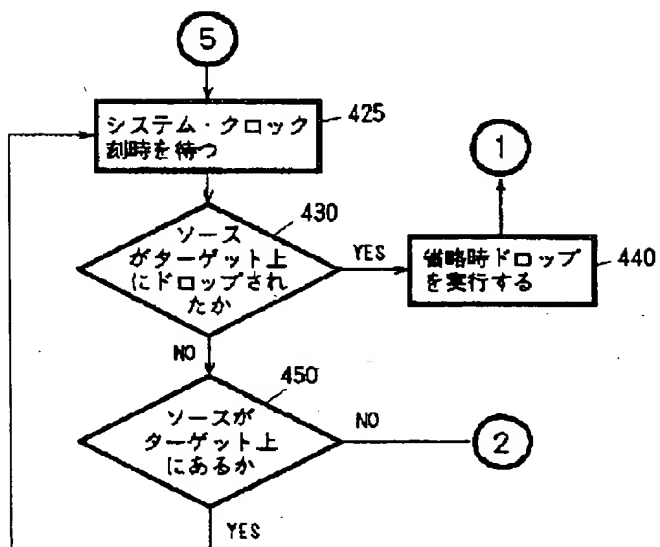 5
システム・クロック
刻時を待つ
425
1
430
ソース
がターゲット上
にドロップされ
たか
YES
省略時ドロップ
を実行する
440
NO
450
ソースが
ターゲット上
にあるか
NO
2
YES